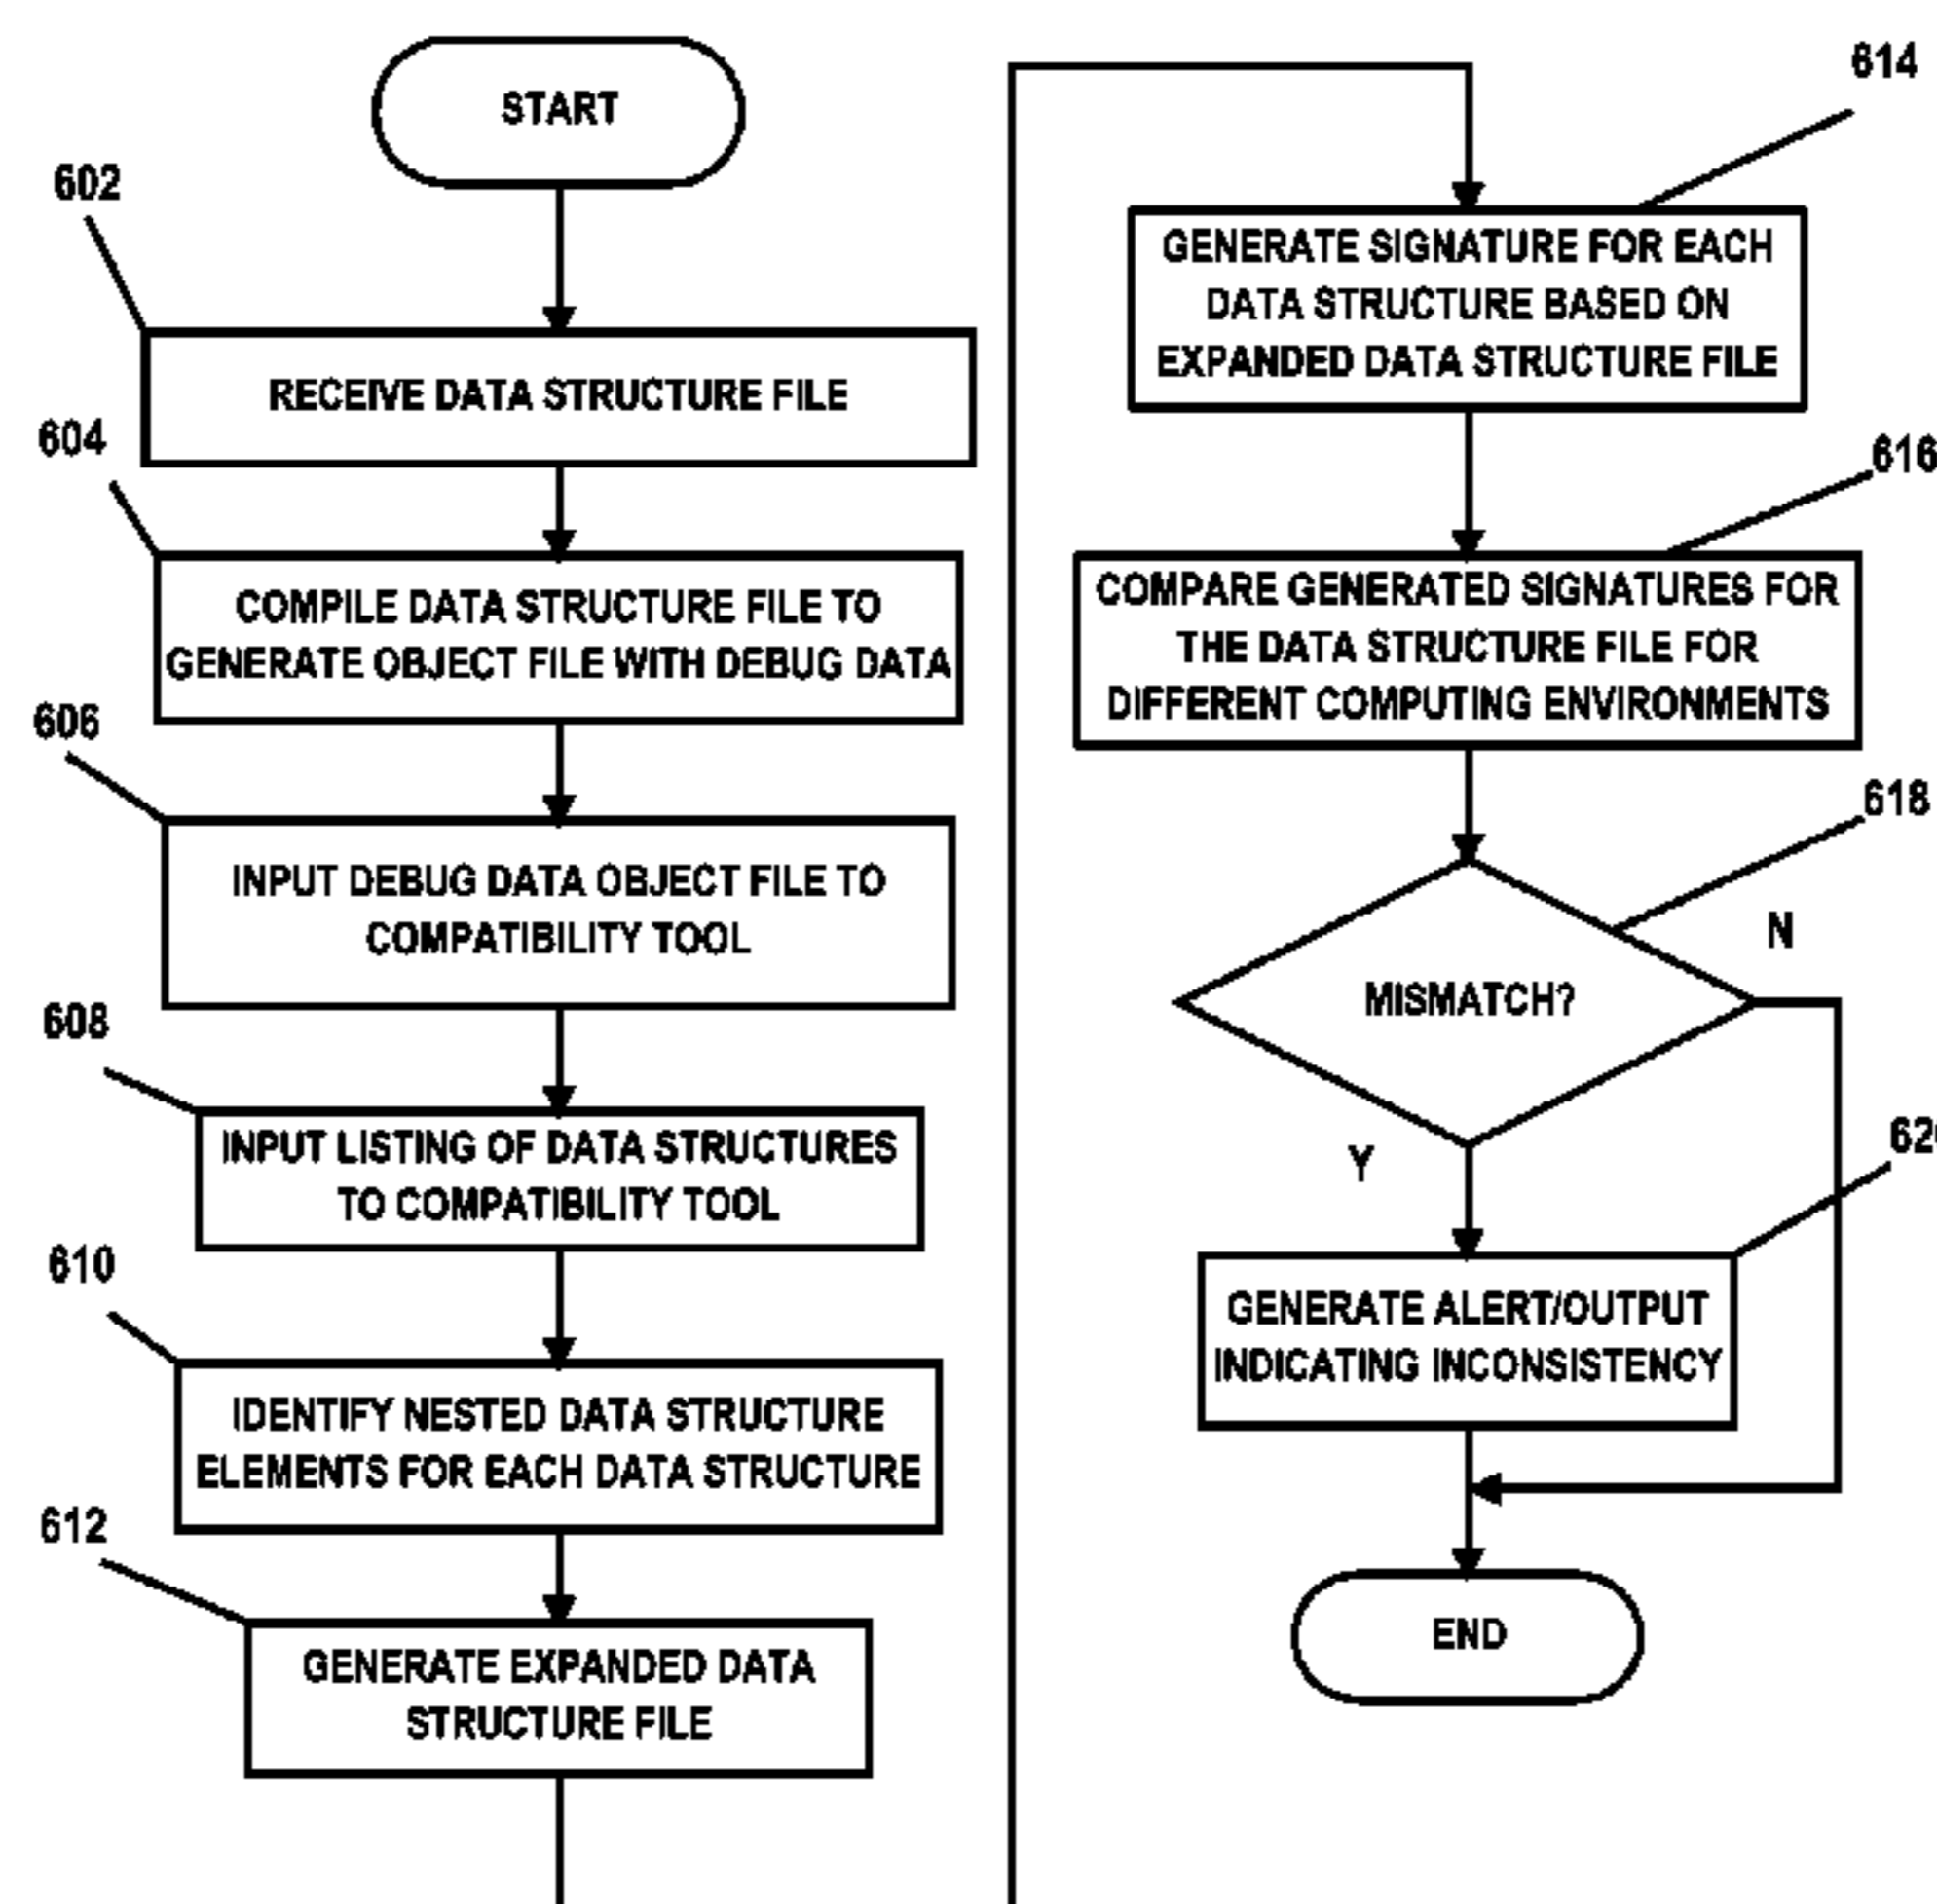 START
602
RECEIVE DATA STRUCTURE FILE
604
COMPILE DATA STRUCTURE FILE TO
GENERATE OBJECT FILE WITH DEBUG DATA
606
INPUT DEBUG DATA OBJECT FILE TO
COMPATIBILITY TOOL
608
INPUT LISTING OF DATA STRUCTURES
TO COMPATIBILITY TOOL
610
IDENTIFY NESTED DATA STRUCTURE
ELEMENTS FOR EACH DATA STRUCTURE
612
GENERATE EXPANDED DATA
STRUCTURE FILE
614
GENERATE SIGNATURE FOR EACH
DATA STRUCTURE BASED ON
EXPANDED DATA STRUCTURE FILE
616
COMPARE GENERATED SIGNATURES FOR
THE DATA STRUCTURE FILE FOR
DIFFERENT COMPUTING ENVIRONMENTS
618
N
MISMATCH?
Y
GENERATE ALERT/OUTPUT
INDICATING INCONSISTENCY
END